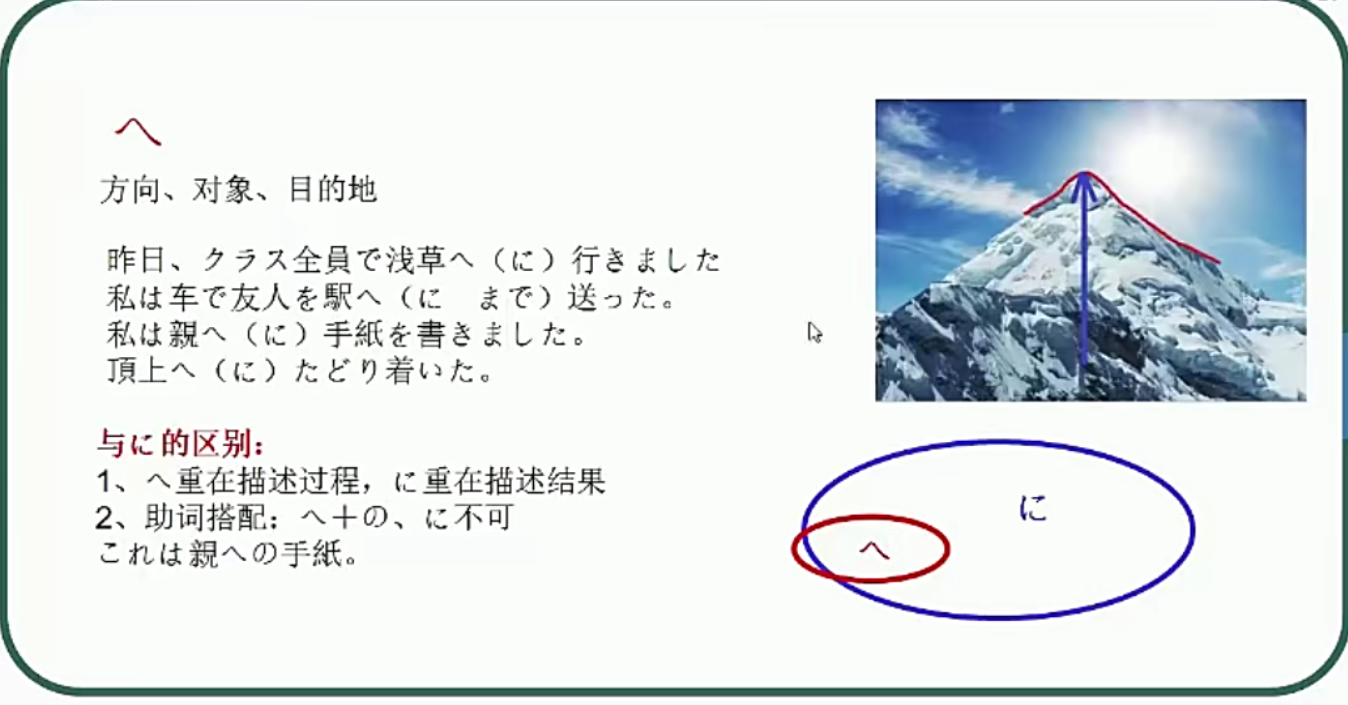 へ
方向、对象、目的地
昨日、クラス全員で浅草へ（に）行きました
私は車で友人を駅へ（に　まで）送った。
私は親へ（に）手紙を書きました。
頂上へ（に）たどり着いた。
与に的区别：
1、へ重在描述过程，に重在描述结果
2、助词搭配：へ＋の、に不可
これは親への手紙。
に
へ